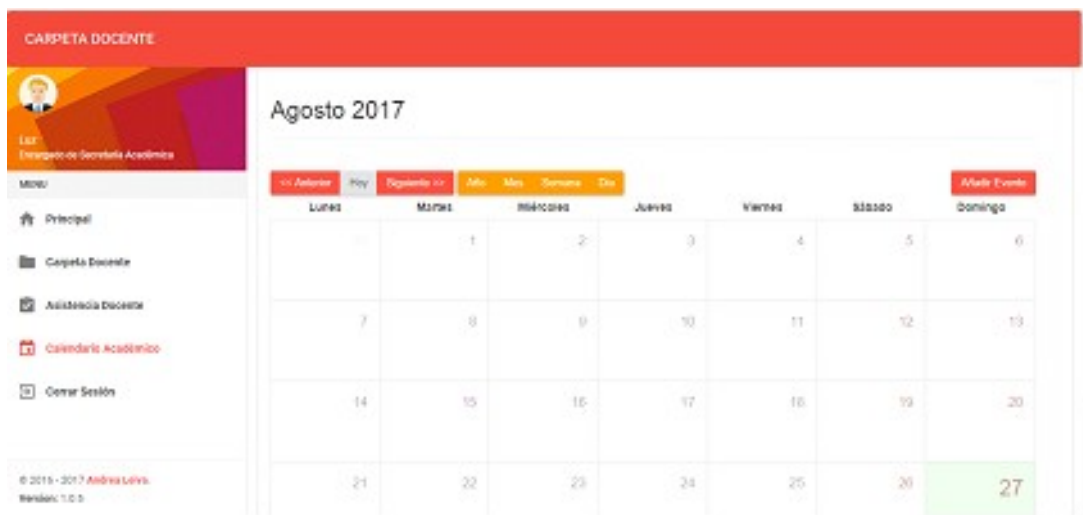 CARPETA DOCENTE
Luz
Encargado de Secretaría Académica
MENU
Principal
Carpeta Docente
Asistencia Docente
Calendario Académico
Cerrar Sesión
© 2016 - 2017 Andrea Leiva.
Version: 1.0.5
Agosto 2017
<< Anterior Hoy Siguiente >> Año Mes Semana Día Añadir Evento
Lunes Martes Miércoles Jueves Viernes Sábado Domingo
1 2 3 4 5 6
7 8 9 10 11 12 13
14 15 16 17 18 19 20
21 22 23 24 25 26 27